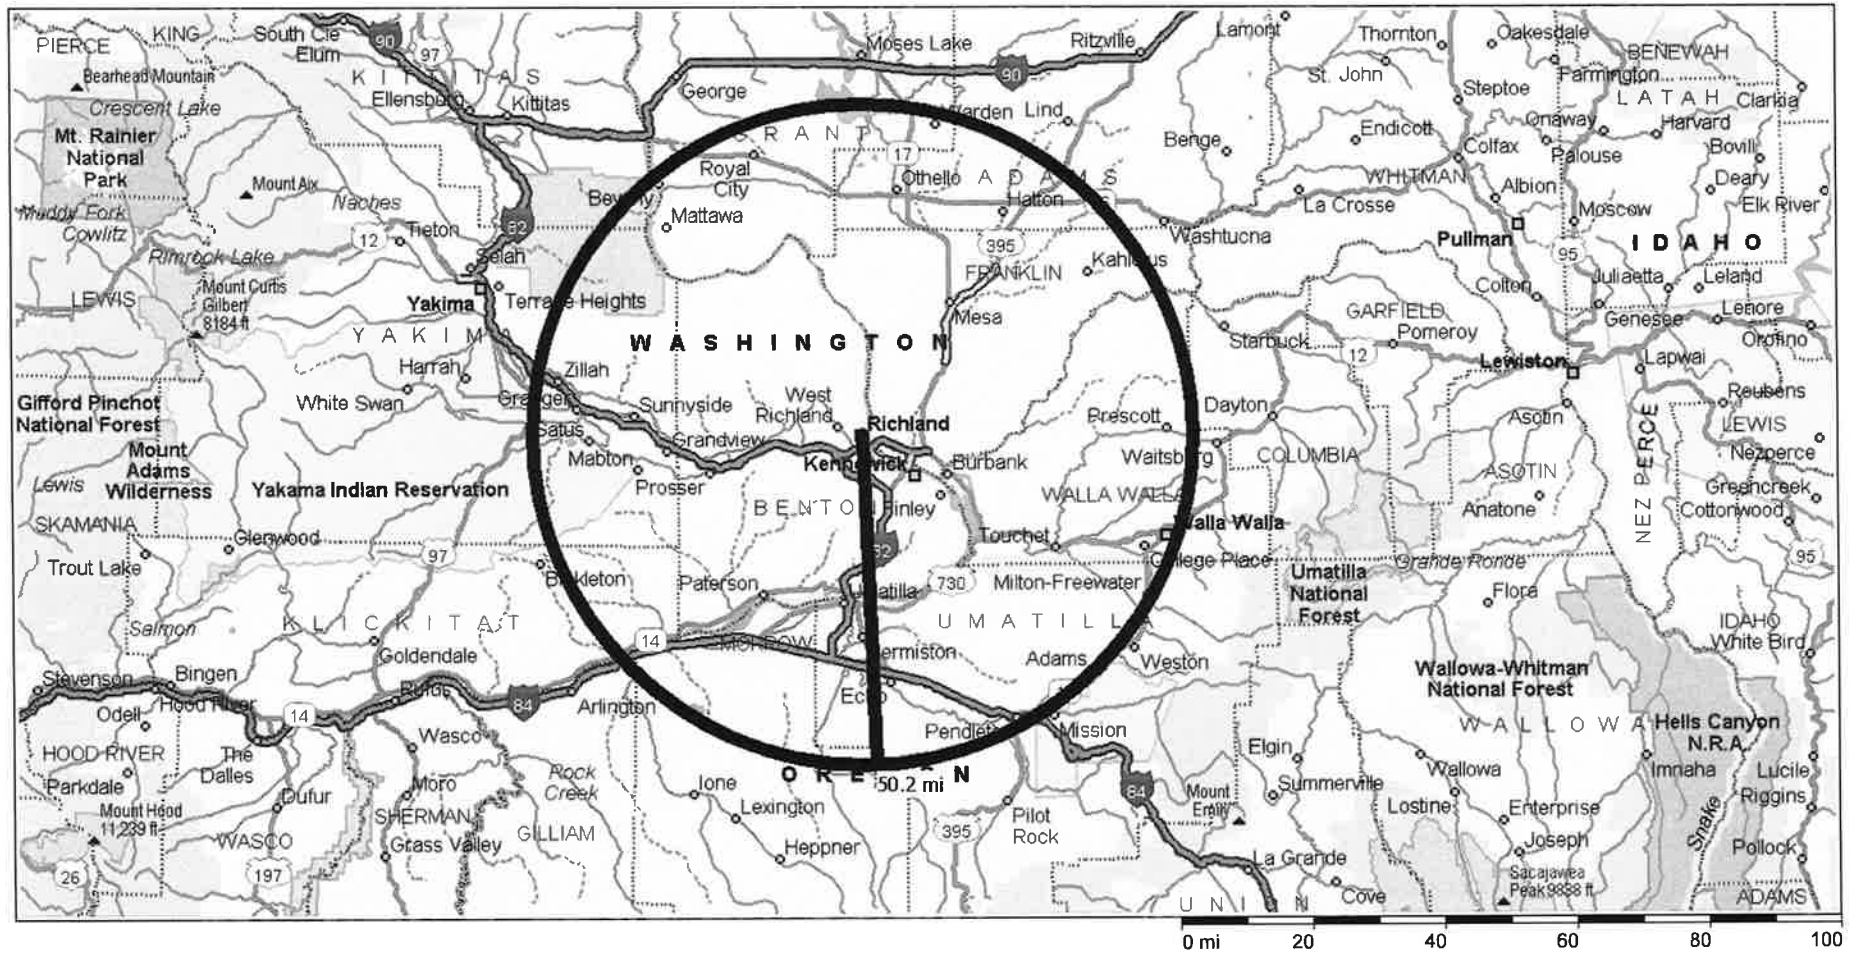 PIERCE
KING
South Cle
Elum
90
97
KITTITAS
Bearhead Mountain
Crescent Lake
Ellensburg
Kittitas
Mt. Rainier
National
Park
Mount Aix
Naches
Muddy Fork
Cowlitz
12
Tieton
82
Rimrock Lake
Selah
Mount Curtis
Gilbert
8184 ft
LEWIS
Yakima
Terrace Heights
YAKIMA
Harrah
White Swan
Zillah
Granger
Satus
Mabton
Sunnyside
Grandview
Prosser
Gifford Pinchot
National Forest
Mount
Adams
Wilderness
Lewis
Yakama Indian Reservation
SKAMANIA
Glenwood
Trout Lake
97
Bickleton
KLICKITAT
Salmon
Goldendale
Stevenson
Bingen
Hood River
Odell
14
Rufus
84
Arlington
HOOD RIVER
The
Dalles
Parkdale
Mount Hood
11,239 ft
Dufur
WASCO
26
197
Wasco
Moro
SHERMAN
Grass Valley
Rock
Creek
GILLIAM
Moses Lake
Ritzville
90
George
Warden
Lind
GRANT
17
Royal
City
Othello
ADAMS
Hatton
Beverly
Mattawa
395
FRANKLIN
Kahlotus
Mesa
WASHINGTON
West
Richland
Richland
Kennewick
Burbank
BENTON
Finley
82
Touchet
Paterson
Umatilla
730
Milton-Freewater
UMATILLA
14
MORROW
Hermiston
Adams
Weston
Echo
Pendleton
Mission
OREGON
50.2 mi
Ione
Lexington
Heppner
395
Pilot
Rock
84
Lamont
Thornton
Oakesdale
BENEWAH
St. John
Farmington
Steptoe
LATAH
Clarkia
Benge
Endicott
Onaway
Harvard
Colfax
Palouse
Bovill
WHITMAN
Albion
Deary
La Crosse
Moscow
Elk River
Washtucna
Pullman
95
IDAHO
Juliaetta
Leland
Colton
Genesee
Lenore
Orofino
GARFIELD
Starbuck
Pomeroy
12
Lewiston
Lapwai
Reubens
Prescott
Dayton
Asotin
LEWIS
Waitsburg
COLUMBIA
Nezperce
NEZ PERCE
ASOTIN
WALLA WALLA
Greencreek
Anatone
Cottonwood
Walla Walla
College Place
Grande Ronde
95
Umatilla
National
Forest
Flora
IDAHO
White Bird
Wallowa-Whitman
National Forest
WALLOWA
Hells Canyon
N.R.A.
Elgin
Wallowa
Imnaha
Lucile
Summerville
Riggins
Mount
Emily
Lostine
Enterprise
Snake
Joseph
Pollock
La Grande
Sacajawea
Peak 9838 ft
Cove
UNION
ADAMS
0 mi 20 40 60 80 100